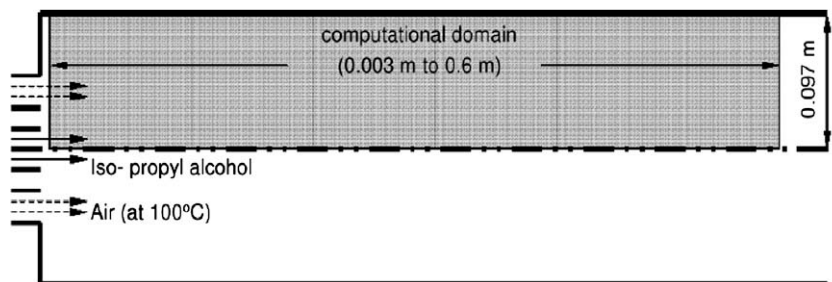 computational domain
(0.003 m to 0.6 m)
0.097 m
Iso- propyl alcohol
Air (at 100ºC)